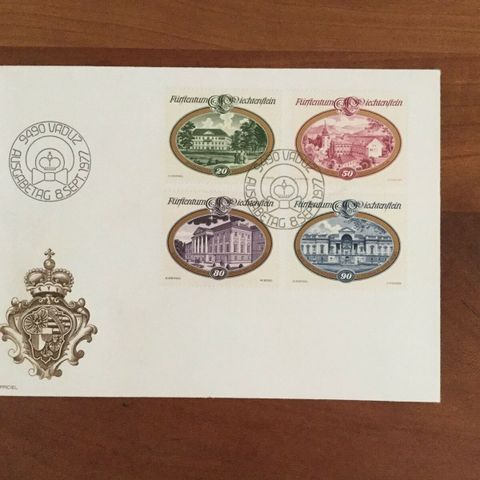 9490 VADUZ
AUSGABETAG 8.SEPT.1977
Fürstentum Liechtenstein
20
Fürstentum Liechtenstein
50
9490 VADUZ
AUSGABETAG 8.SEPT.1977
Fürstentum Liechtenstein
80
Fürstentum Liechtenstein
90